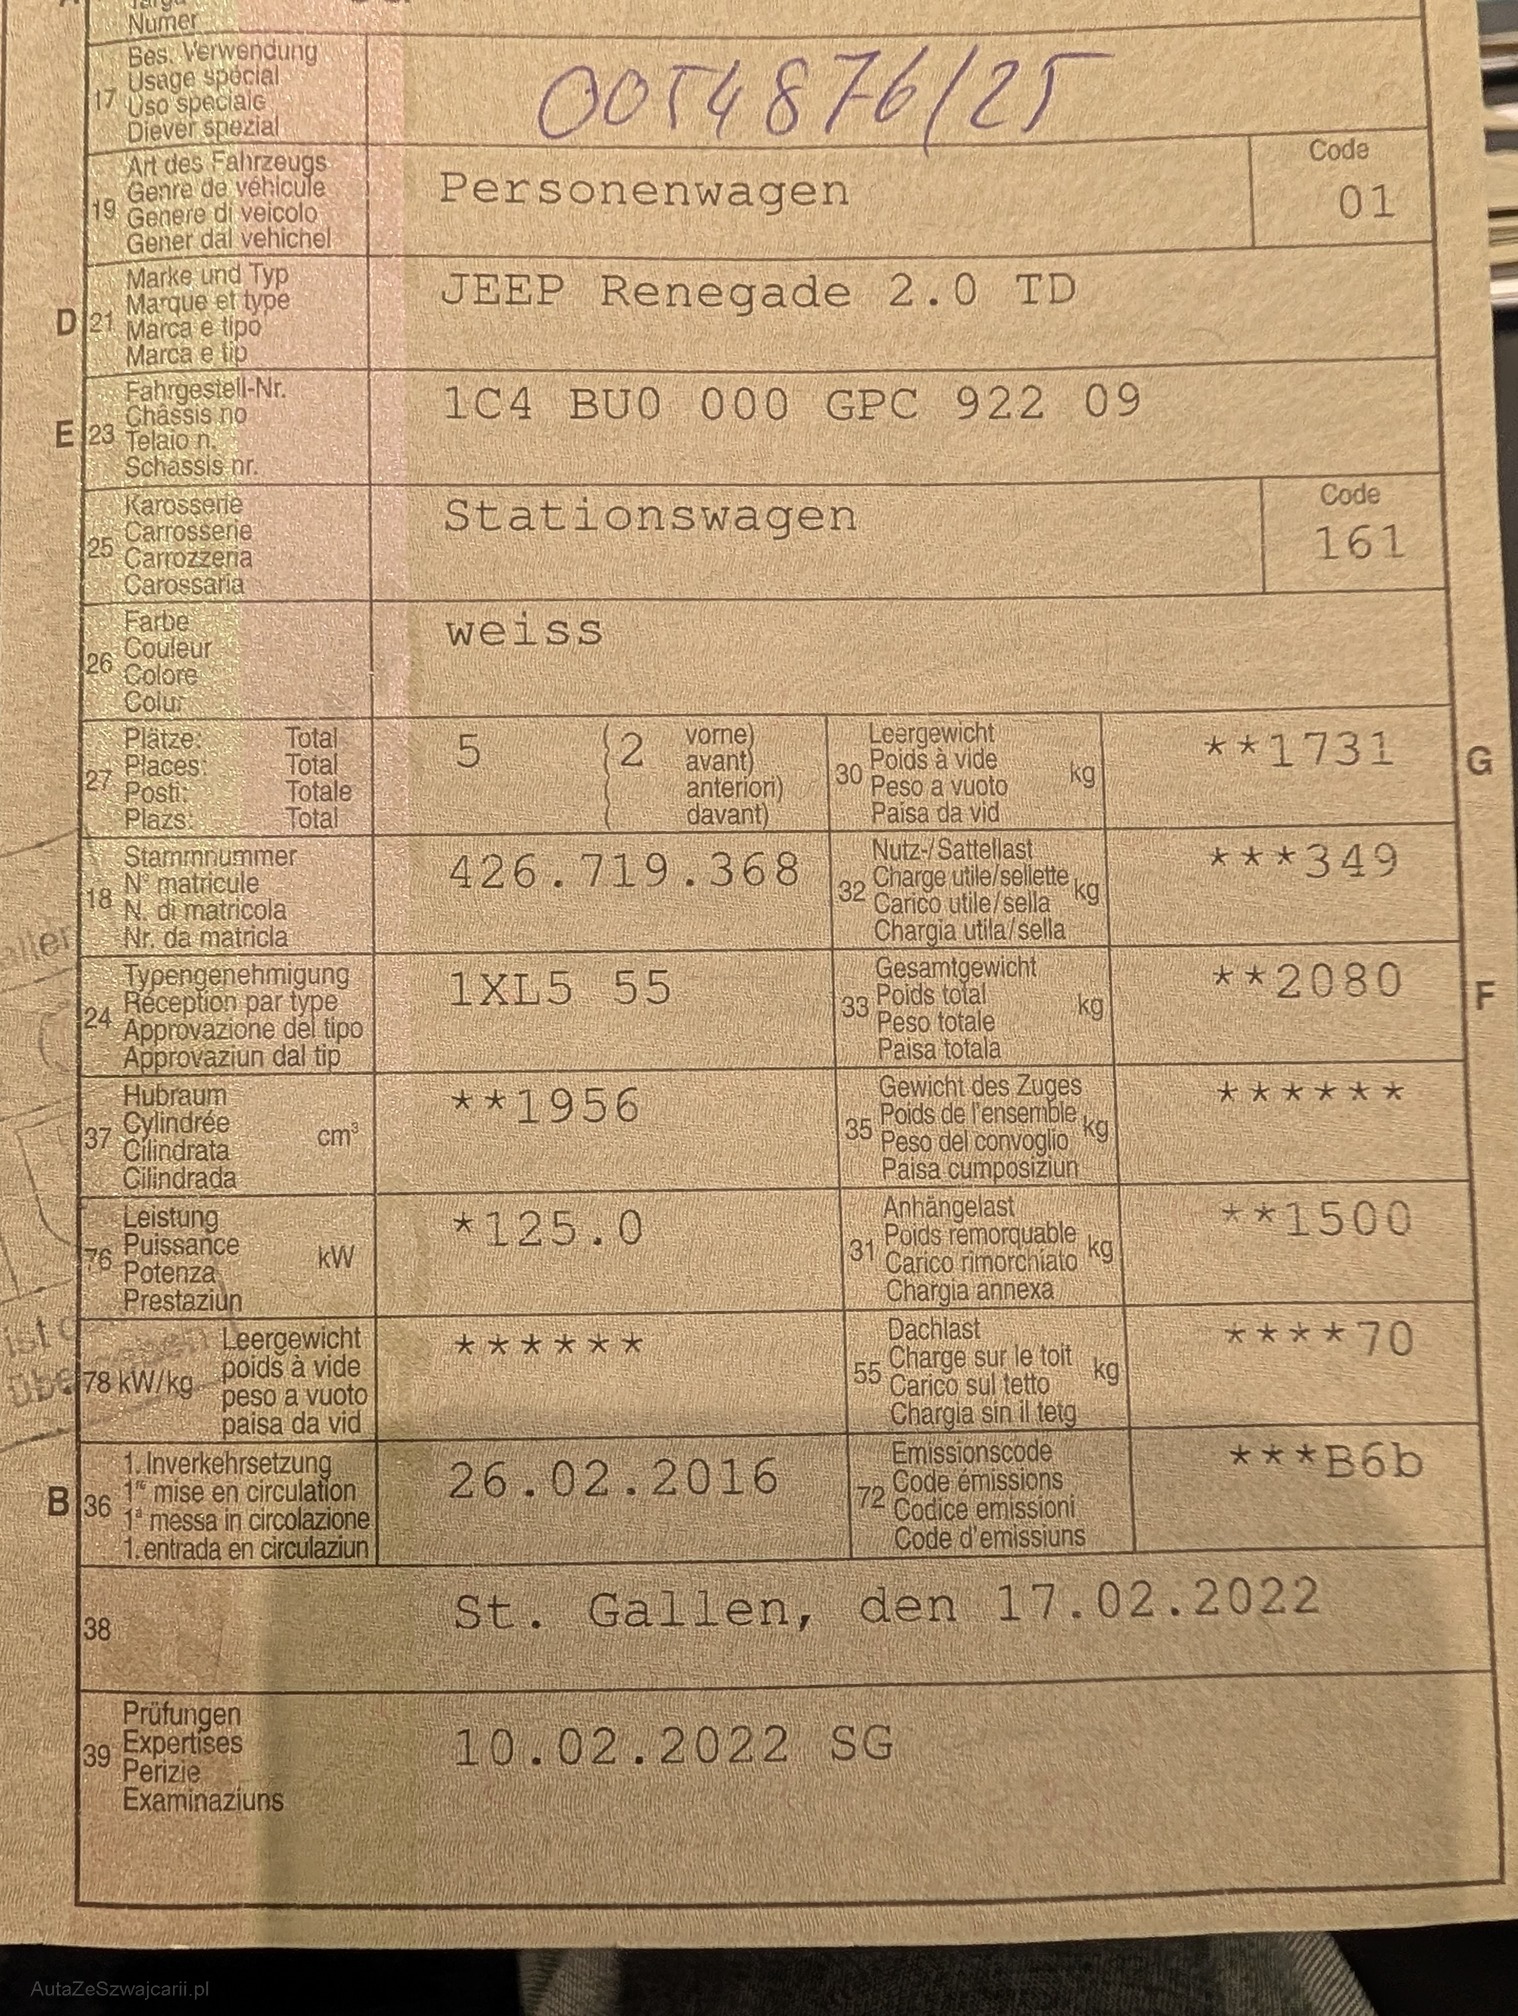 Numer
17 Bes. Verwendung
Usage spécial
Uso speciale
Diever spezial
0054876/25
19 Art des Fahrzeugs
Genre de véhicule
Genere di veicolo
Gener dal vehichel
Personenwagen
Code
01
D 21 Marke und Typ
Marque et type
Marca e tipo
Marca e tip
JEEP Renegade 2.0 TD
E 23 Fahrgestell-Nr.
Châssis no
Telaio n.
Schassis nr.
1C4 BU0 000 GPC 922 09
25 Karosserie
Carrosserie
Carrozzeria
Carossaria
Stationswagen
Code
161
26 Farbe
Couleur
Colore
Colur
weiss
27 Plätze: Total
Places: Total
Posti: Totale
Plazs: Total
5 (2 vorne)
avant)
anteriori)
( davant)
30 Leergewicht
Poids à vide
Peso a vuoto
Paisa da vid
kg
**1731
G
18 Stammnummer
N° matricule
N. di matricola
Nr. da matricla
426.719.368
32 Nutz-/Sattellast
Charge utile/sellette
Carico utile/sella
Chargia utila/sella
kg
***349
24 Typengenehmigung
Réception par type
Approvazione del tipo
Approvaziun dal tip
1XL5 55
33 Gesamtgewicht
Poids total
Peso totale
Paisa totala
kg
**2080
F
37 Hubraum
Cylindrée
Cilindrata
Cilindrada
cm³
**1956
35 Gewicht des Zuges
Poids de l'ensemble
Peso del convoglio
Paisa cumposiziun
kg
******
76 Leistung
Puissance
Potenza
Prestaziun
kW
*125.0
31 Anhängelast
Poids remorquable
Carico rimorchiato
Chargia annexa
kg
**1500
78 kW/kg
Leergewicht
poids à vide
peso a vuoto
paisa da vid
******
55 Dachlast
Charge sur le toit
Carico sul tetto
Chargia sin il tetg
kg
****70
B 36 1. Inverkehrsetzung
1re mise en circulation
1a messa in circolazione
1. entrada en circulaziun
26.02.2016
72 Emissionscode
Code émissions
Codice emissioni
Code d'emissiuns
***B6b
38
St. Gallen, den 17.02.2022
39 Prüfungen
Expertises
Perizie
Examinaziuns
10.02.2022 SG
ist
AutaZeSzwajcarii.pl